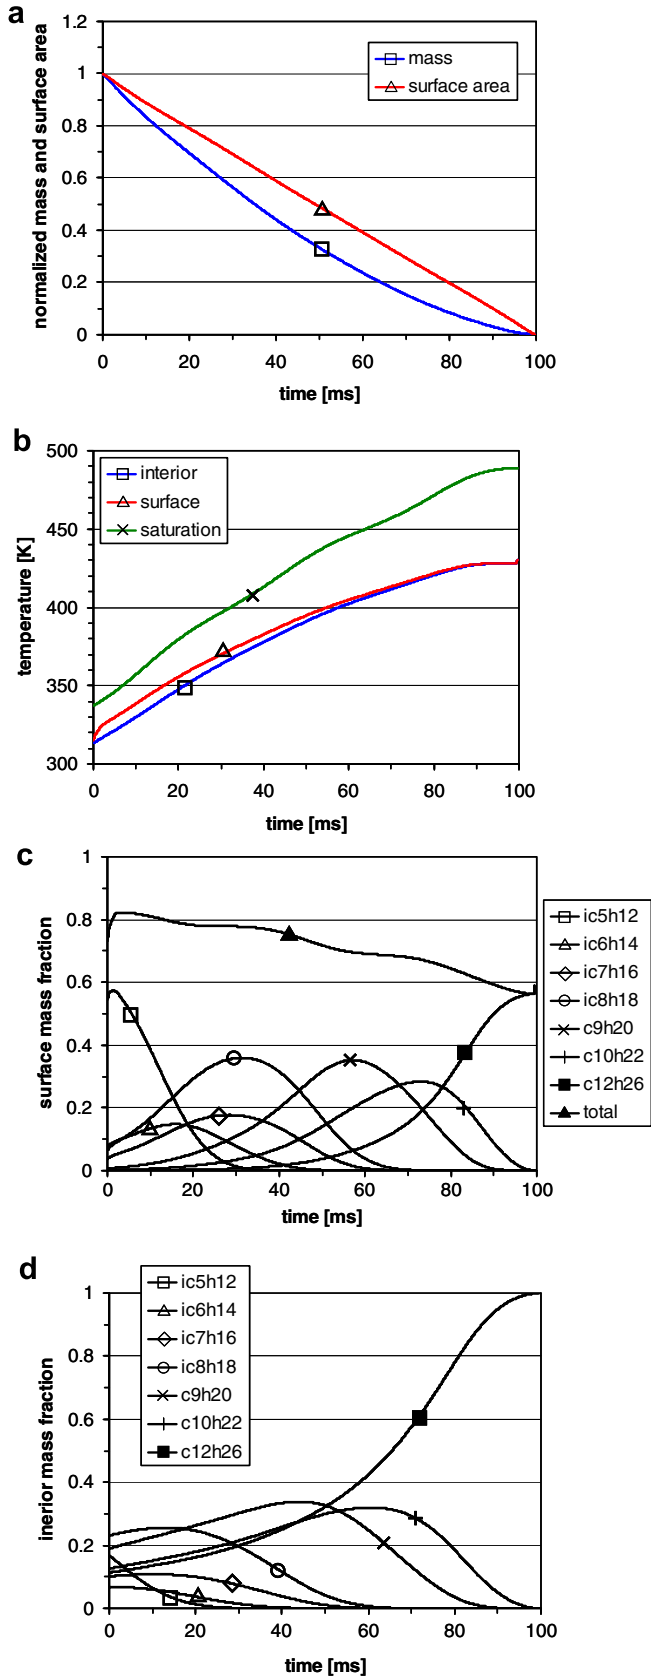 a
normalized mass and surface area
1.2
1
0.8
0.6
0.4
0.2
0
mass
surface area
0 20 40 60 80 100
time [ms]
b
temperature [K]
500
450
400
350
300
interior
surface
saturation
0 20 40 60 80 100
time [ms]
c
surface mass fraction
1
0.8
0.6
0.4
0.2
0
ic5h12
ic6h14
ic7h16
ic8h18
c9h20
c10h22
c12h26
total
0 20 40 60 80 100
time [ms]
d
inerior mass fraction
1
0.8
0.6
0.4
0.2
0
ic5h12
ic6h14
ic7h16
ic8h18
c9h20
c10h22
c12h26
0 20 40 60 80 100
time [ms]